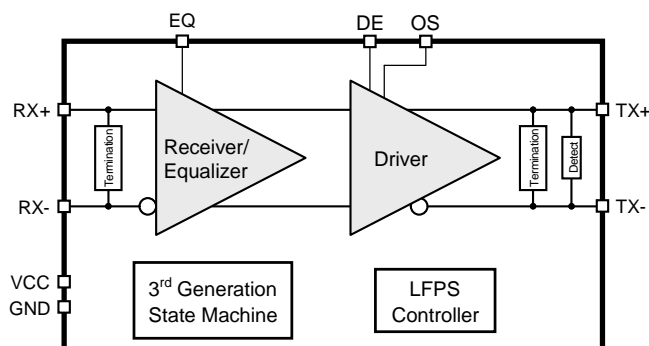 EQ DE OS
RX+ TX+
Termination
Receiver/
Equalizer
Driver
Termination
Detect
RX- TX-
VCC
GND
3rd Generation
State Machine
LFPS
Controller